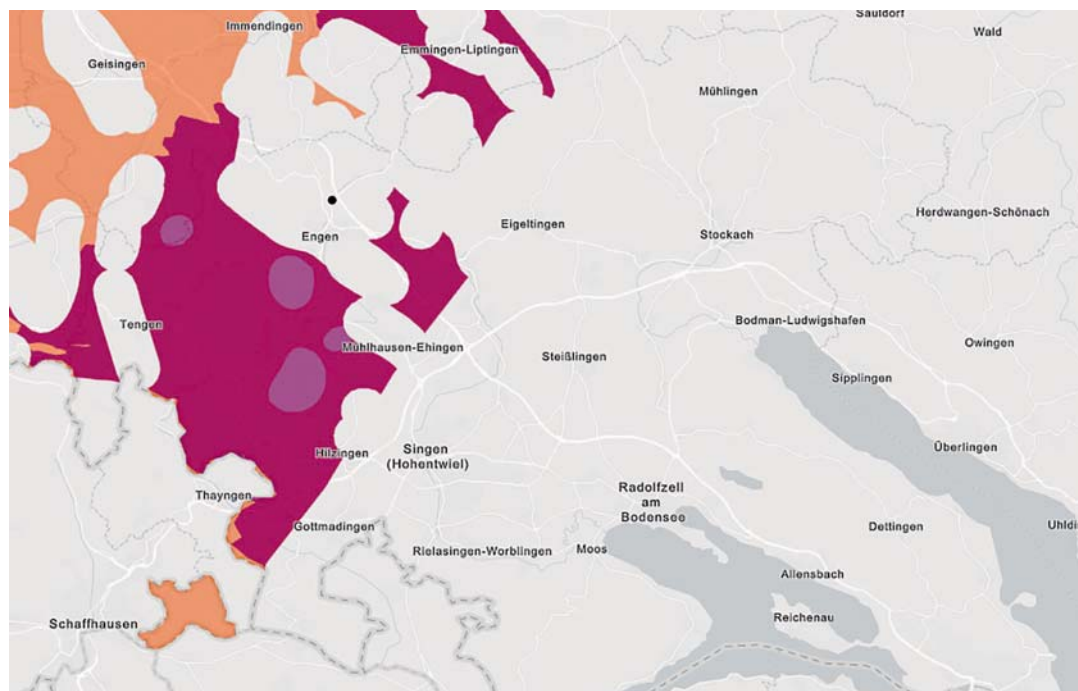 Sauldorf
Immendingen
Wald
Emmingen-Liptingen
Geisingen
Mühlingen
Herdwangen-Schönach
Eigeltingen
Engen
Stockach
Tengen
Bodman-Ludwigshafen
Mühlhausen-Ehingen
Owingen
Steißlingen
Sipplingen
Hilzingen
Singen
(Hohentwiel)
Überlingen
Radolfzell
am
Bodensee
Thayngen
Gottmadingen
Dettingen
Uhldi
Rielasingen-Worblingen
Moos
Allensbach
Reichenau
Schaffhausen